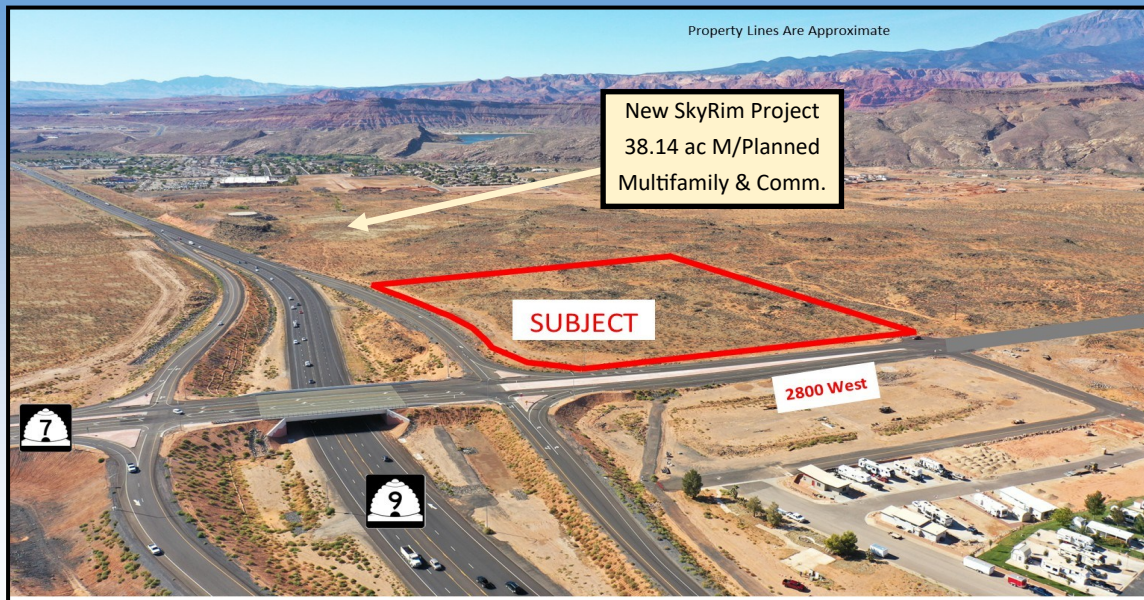 Property Lines Are Approximate
New SkyRim Project
38.14 ac M/Planned
Multifamily & Comm.
SUBJECT
2800 West
7
9